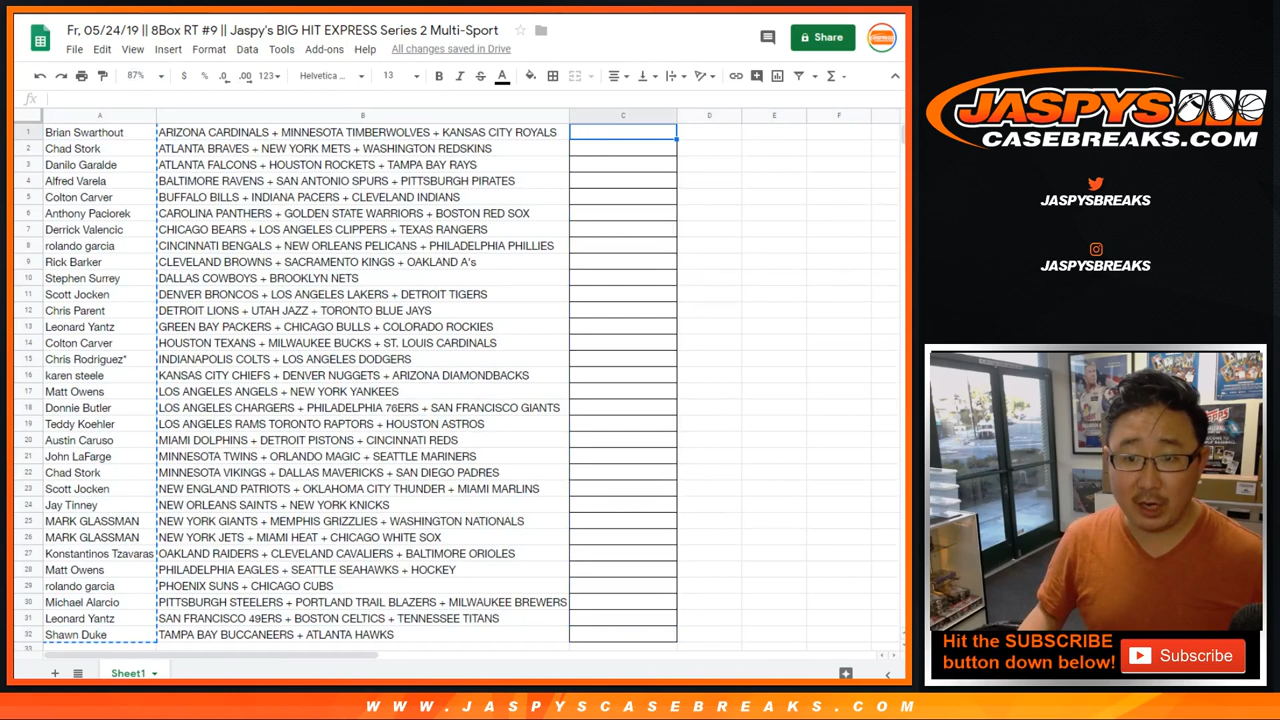 Fr, 05/24/19 || 8Box RT #9 || Jaspy's BIG HIT EXPRESS Series 2 Multi-Sport
Share
File Edit View Insert Format Data Tools Add-ons Help All changes saved in Drive
87% $ % .0 .00 123 Helvetica ... 13 B I S A
fx
A B C D E F
1 Brian Swarthout ARIZONA CARDINALS + MINNESOTA TIMBERWOLVES + KANSAS CITY ROYALS
2 Chad Stork ATLANTA BRAVES + NEW YORK METS + WASHINGTON REDSKINS
3 Danilo Garalde ATLANTA FALCONS + HOUSTON ROCKETS + TAMPA BAY RAYS
4 Alfred Varela BALTIMORE RAVENS + SAN ANTONIO SPURS + PITTSBURGH PIRATES
5 Colton Carver BUFFALO BILLS + INDIANA PACERS + CLEVELAND INDIANS
6 Anthony Paciorek CAROLINA PANTHERS + GOLDEN STATE WARRIORS + BOSTON RED SOX
7 Derrick Valencic CHICAGO BEARS + LOS ANGELES CLIPPERS + TEXAS RANGERS
8 rolando garcia CINCINNATI BENGALS + NEW ORLEANS PELICANS + PHILADELPHIA PHILLIES
9 Rick Barker CLEVELAND BROWNS + SACRAMENTO KINGS + OAKLAND A's
10 Stephen Surrey DALLAS COWBOYS + BROOKLYN NETS
11 Scott Jocken DENVER BRONCOS + LOS ANGELES LAKERS + DETROIT TIGERS
12 Chris Parent DETROIT LIONS + UTAH JAZZ + TORONTO BLUE JAYS
13 Leonard Yantz GREEN BAY PACKERS + CHICAGO BULLS + COLORADO ROCKIES
14 Colton Carver HOUSTON TEXANS + MILWAUKEE BUCKS + ST. LOUIS CARDINALS
15 Chris Rodriguez* INDIANAPOLIS COLTS + LOS ANGELES DODGERS
16 karen steele KANSAS CITY CHIEFS + DENVER NUGGETS + ARIZONA DIAMONDBACKS
17 Matt Owens LOS ANGELES ANGELS + NEW YORK YANKEES
18 Donnie Butler LOS ANGELES CHARGERS + PHILADELPHIA 76ERS + SAN FRANCISCO GIANTS
19 Teddy Koehler LOS ANGELES RAMS TORONTO RAPTORS + HOUSTON ASTROS
20 Austin Caruso MIAMI DOLPHINS + DETROIT PISTONS + CINCINNATI REDS
21 John LaFarge MINNESOTA TWINS + ORLANDO MAGIC + SEATTLE MARINERS
22 Chad Stork MINNESOTA VIKINGS + DALLAS MAVERICKS + SAN DIEGO PADRES
23 Scott Jocken NEW ENGLAND PATRIOTS + OKLAHOMA CITY THUNDER + MIAMI MARLINS
24 Jay Tinney NEW ORLEANS SAINTS + NEW YORK KNICKS
25 MARK GLASSMAN NEW YORK GIANTS + MEMPHIS GRIZZLIES + WASHINGTON NATIONALS
26 MARK GLASSMAN NEW YORK JETS + MIAMI HEAT + CHICAGO WHITE SOX
27 Konstantinos Tzavaras OAKLAND RAIDERS + CLEVELAND CAVALIERS + BALTIMORE ORIOLES
28 Matt Owens PHILADELPHIA EAGLES + SEATTLE SEAHAWKS + HOCKEY
29 rolando garcia PHOENIX SUNS + CHICAGO CUBS
30 Michael Alarcio PITTSBURGH STEELERS + PORTLAND TRAIL BLAZERS + MILWAUKEE BREWERS
31 Leonard Yantz SAN FRANCISCO 49ERS + BOSTON CELTICS + TENNESSEE TITANS
32 Shawn Duke TAMPA BAY BUCCANEERS + ATLANTA HAWKS
33
Sheet1
JASPYS
CASEBREAKS.COM
JASPYSBREAKS
JASPYSBREAKS
Hit the SUBSCRIBE
button down below!
Subscribe
WWW.JASPYSCASEBREAKS.COM